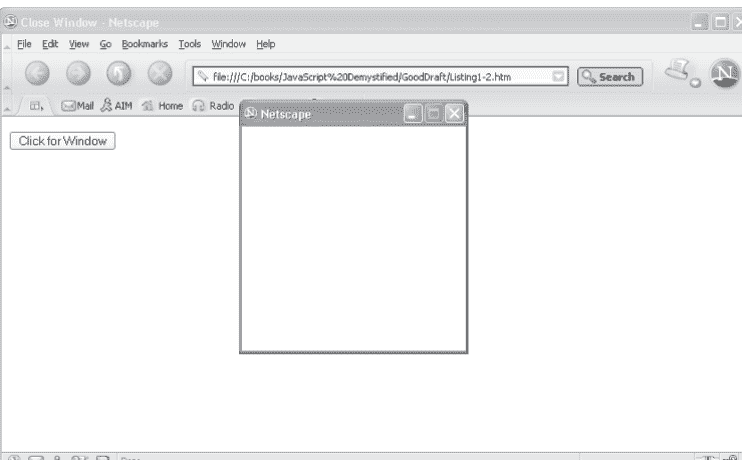 Close Window - Netscape
File Edit View Go Bookmarks Tools Window Help
file:///C:/books/JavaScript%20Demystified/GoodDraft/Listing1-2.htm Search
Mail AIM Home Radio
Netscape
Click for Window